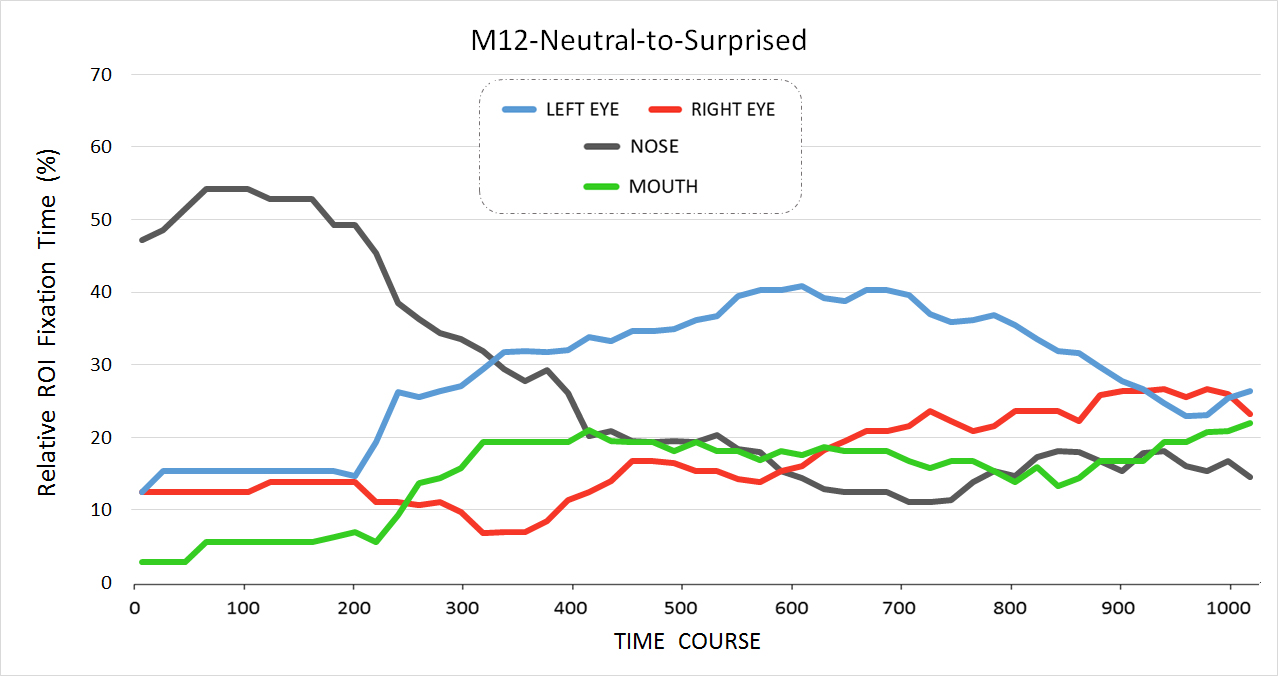 M12-Neutral-to-Surprised
70
60
50
40
30
20
10
0
Relative ROI Fixation Time (%)
LEFT EYE RIGHT EYE
NOSE
MOUTH
0 100 200 300 400 500 600 700 800 900 1000
TIME COURSE